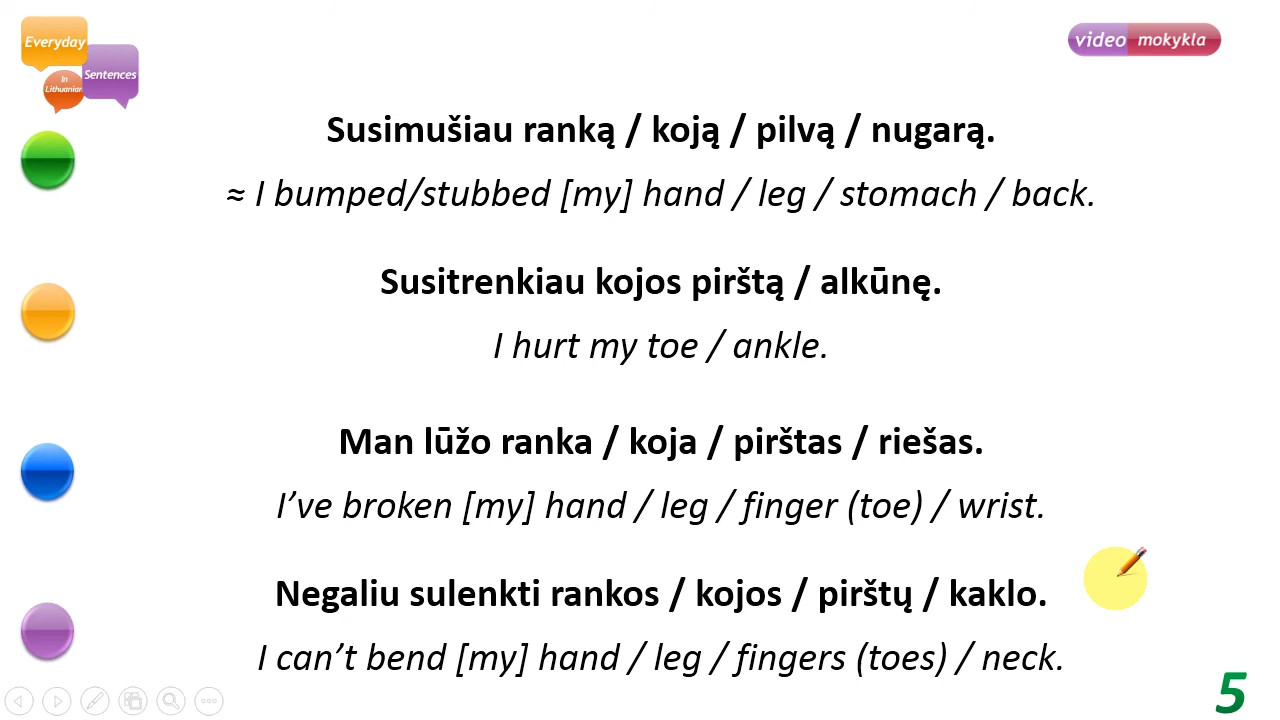 Everyday
Sentences
In
Lithuanian
video mokykla
Susimušiau ranką / koją / pilvą / nugarą.
≈ I bumped/stubbed [my] hand / leg / stomach / back.
Susitrenkiau kojos pirštą / alkūnę.
I hurt my toe / ankle.
Man lūžo ranka / koja / pirštas / riešas.
I’ve broken [my] hand / leg / finger (toe) / wrist.
Negaliu sulenkti rankos / kojos / pirštų / kaklo.
I can’t bend [my] hand / leg / fingers (toes) / neck.
5